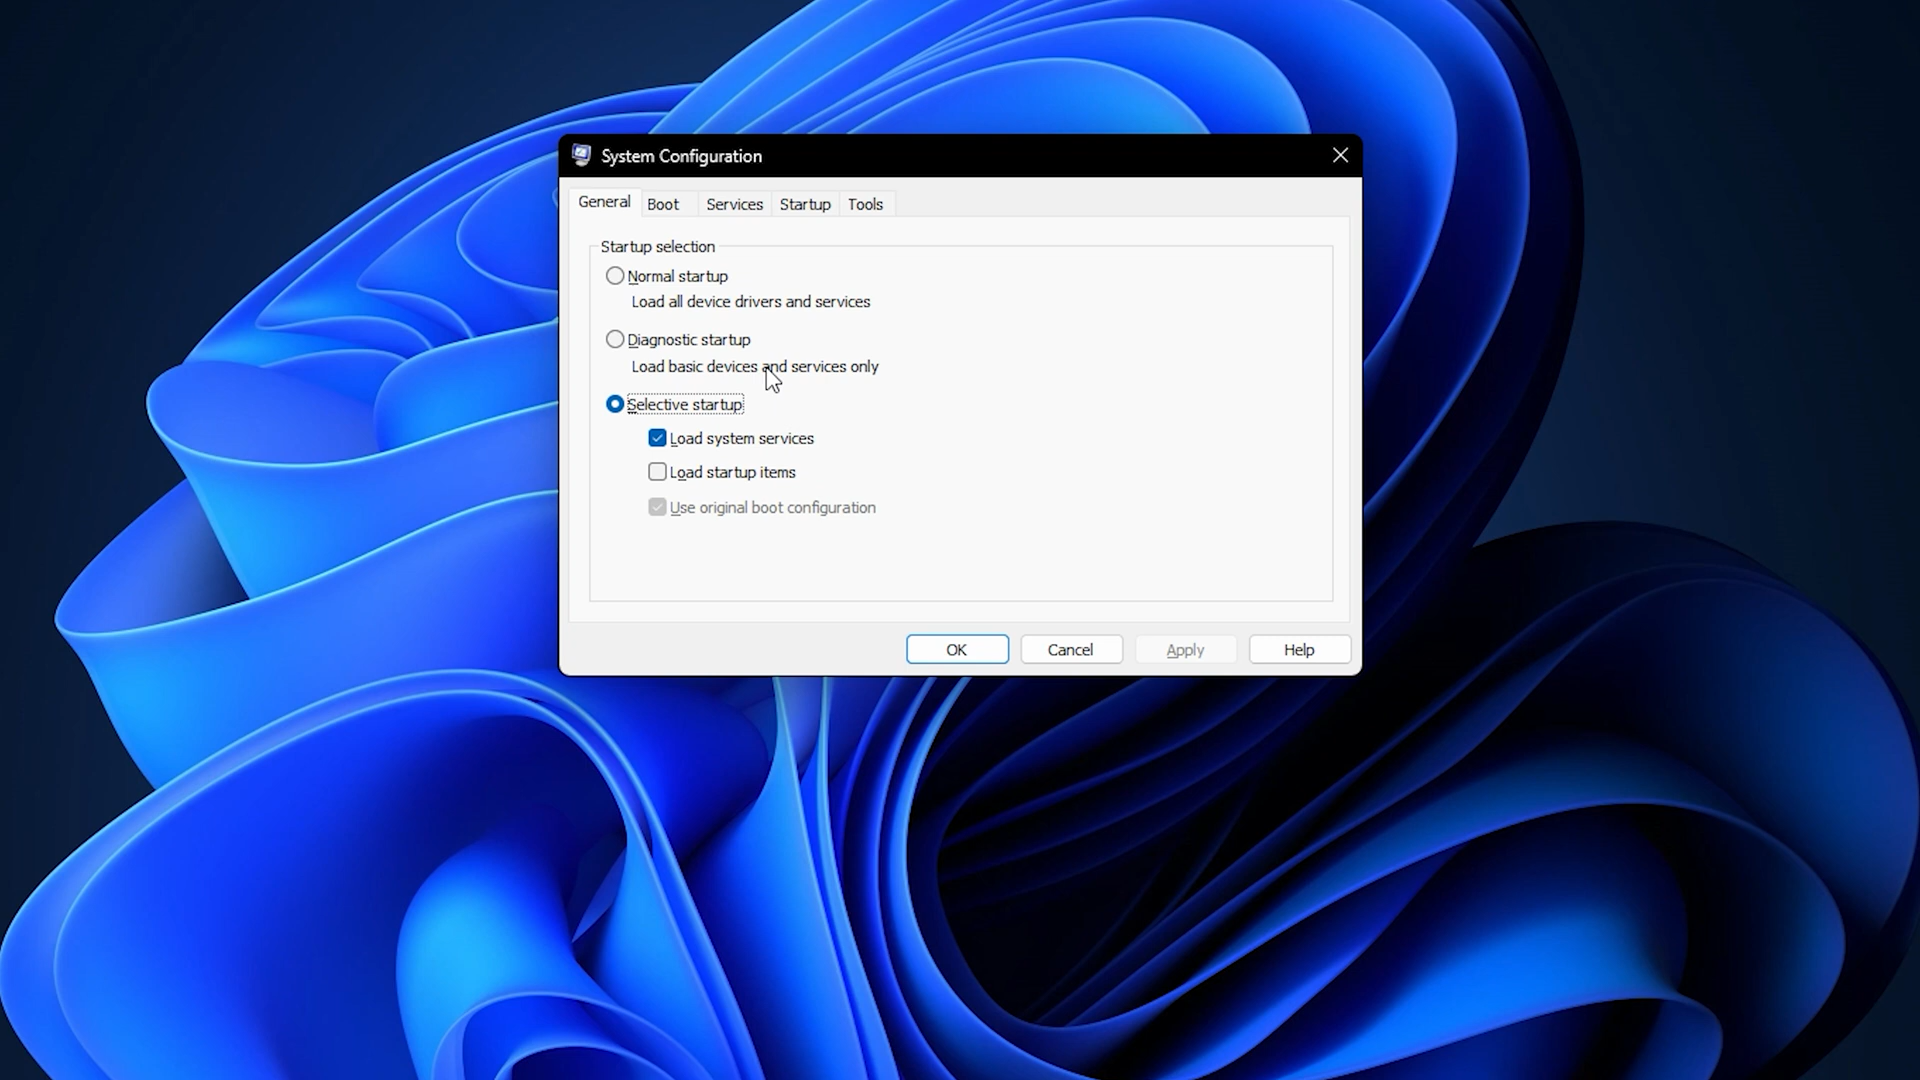 System Configuration
General Boot Services Startup Tools
Startup selection
Normal startup
Load all device drivers and services
Diagnostic startup
Load basic devices and services only
Selective startup
Load system services
Load startup items
Use original boot configuration
OK Cancel Apply Help